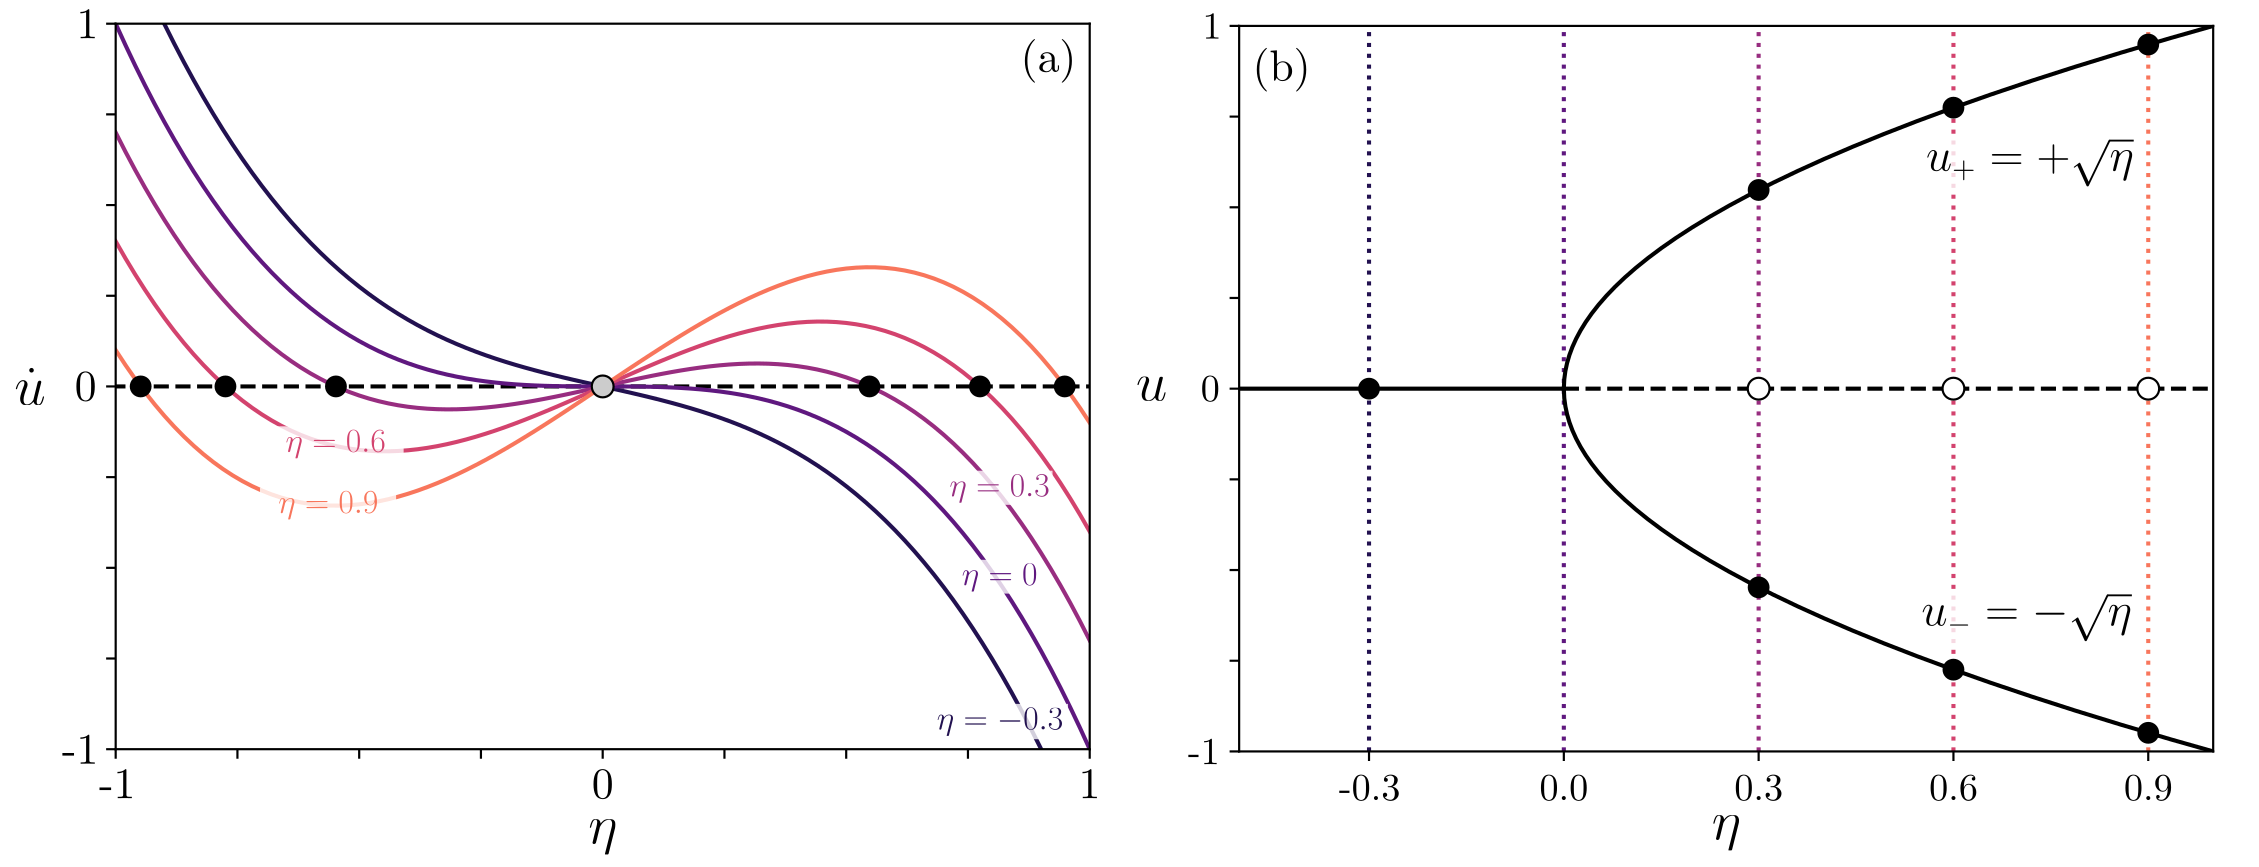 1
(a)
u̇
0
η = 0.6
η = 0.9
η = 0.3
η = 0
η = −0.3
-1
-1
0
1
η
1
(b)
u₊ = +√η
u
0
u₋ = −√η
-1
-0.3
0.0
0.3
0.6
0.9
η